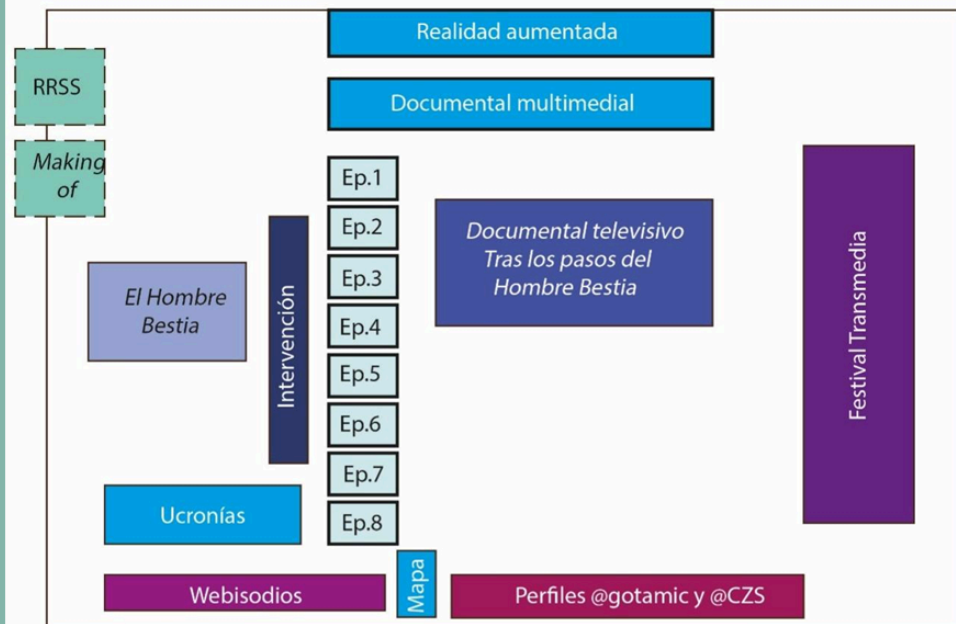 Realidad aumentada
RRSS
Documental multimedial
Making
of
Ep.1
Ep.2
Documental televisivo
Tras los pasos del
Hombre Bestia
Ep.3
El Hombre
Bestia
Intervención
Ep.4
Ep.5
Ep.6
Ep.7
Ep.8
Festival Transmedia
Ucronías
Webisodios
Mapa
Perfiles @gotamic y @CZS